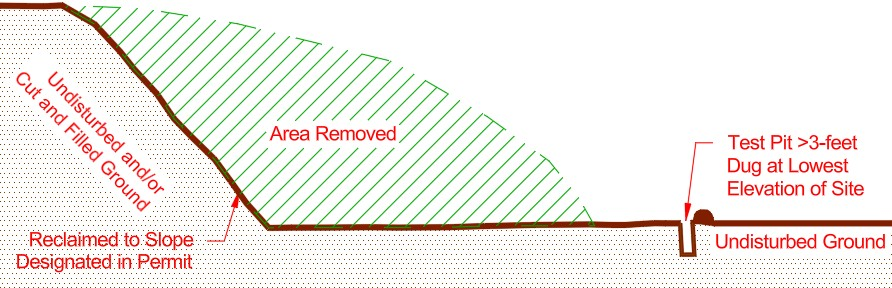 Undisturbed and/or
Cut and Filled Ground
Area Removed
Test Pit >3-feet
Dug at Lowest
Elevation of Site
Reclaimed to Slope
Designated in Permit
Undisturbed Ground